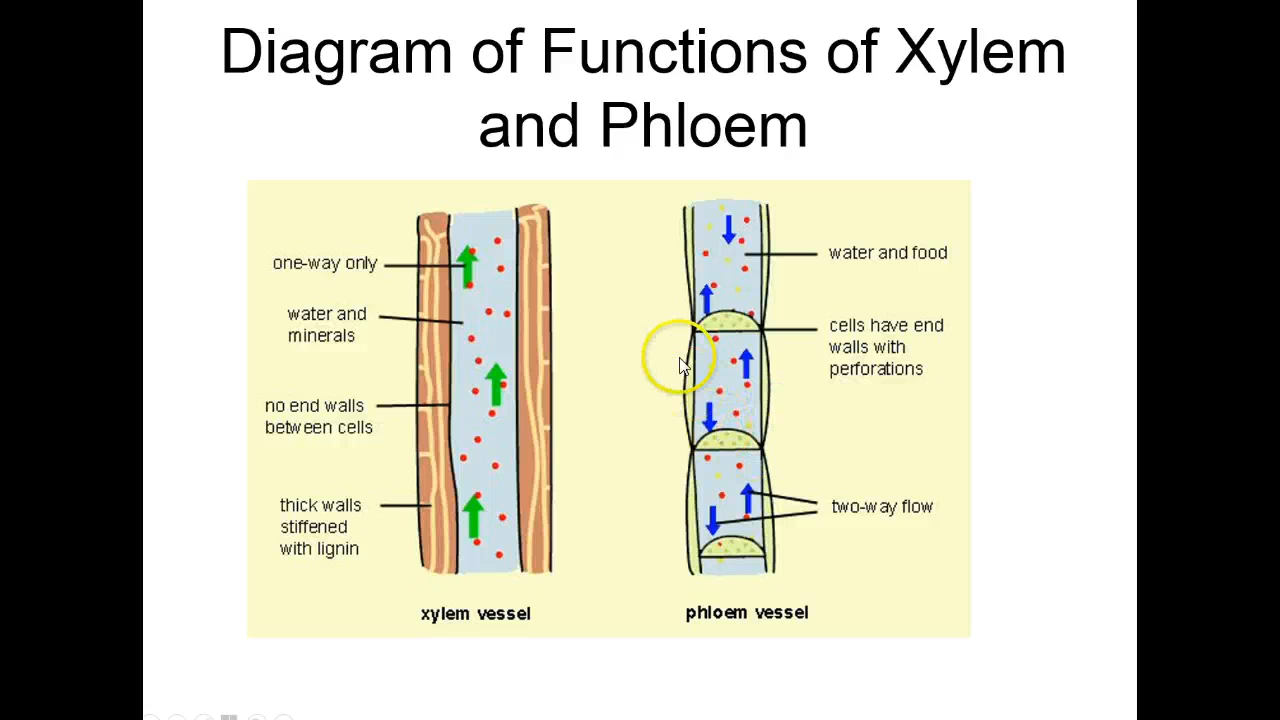 Diagram of Functions of Xylem
and Phloem
one-way only
water and
minerals
no end walls
between cells
thick walls
stiffened
with lignin
xylem vessel
water and food
cells have end
walls with
perforations
two-way flow
phloem vessel